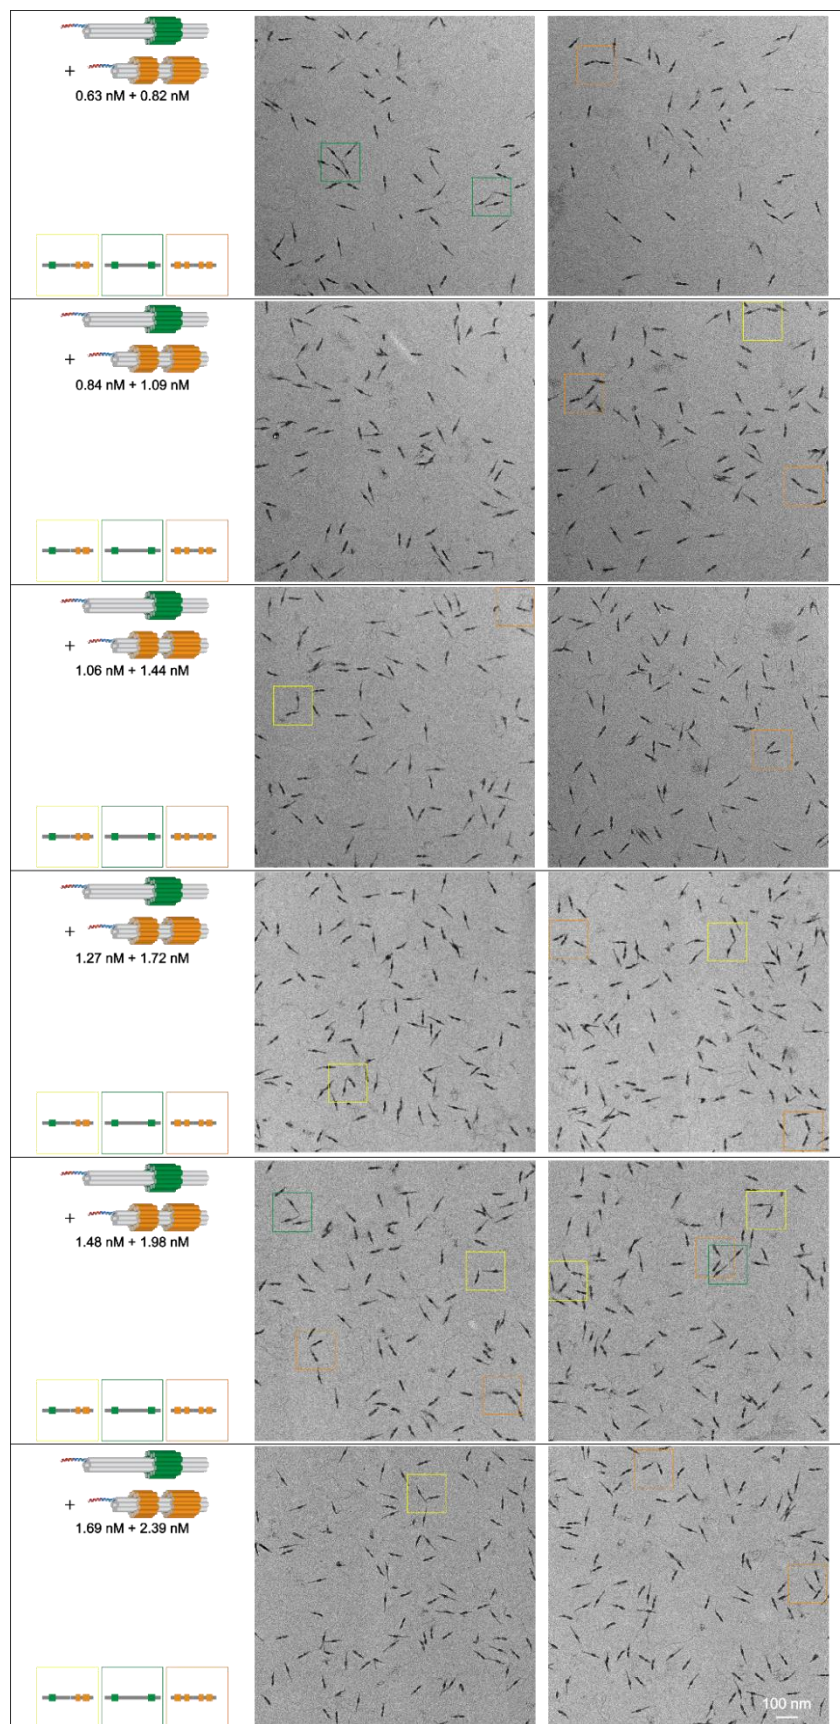 +
0.63 nM + 0.82 nM
+
0.84 nM + 1.09 nM
+
1.06 nM + 1.44 nM
+
1.27 nM + 1.72 nM
+
1.48 nM + 1.98 nM
+
1.69 nM + 2.39 nM
100 nm